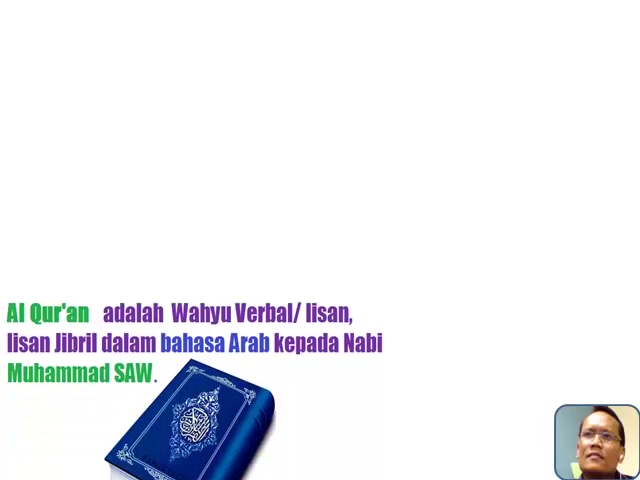 Al Qur'an adalah Wahyu Verbal/ lisan,
lisan Jibril dalam bahasa Arab kepada Nabi
Muhammad SAW.